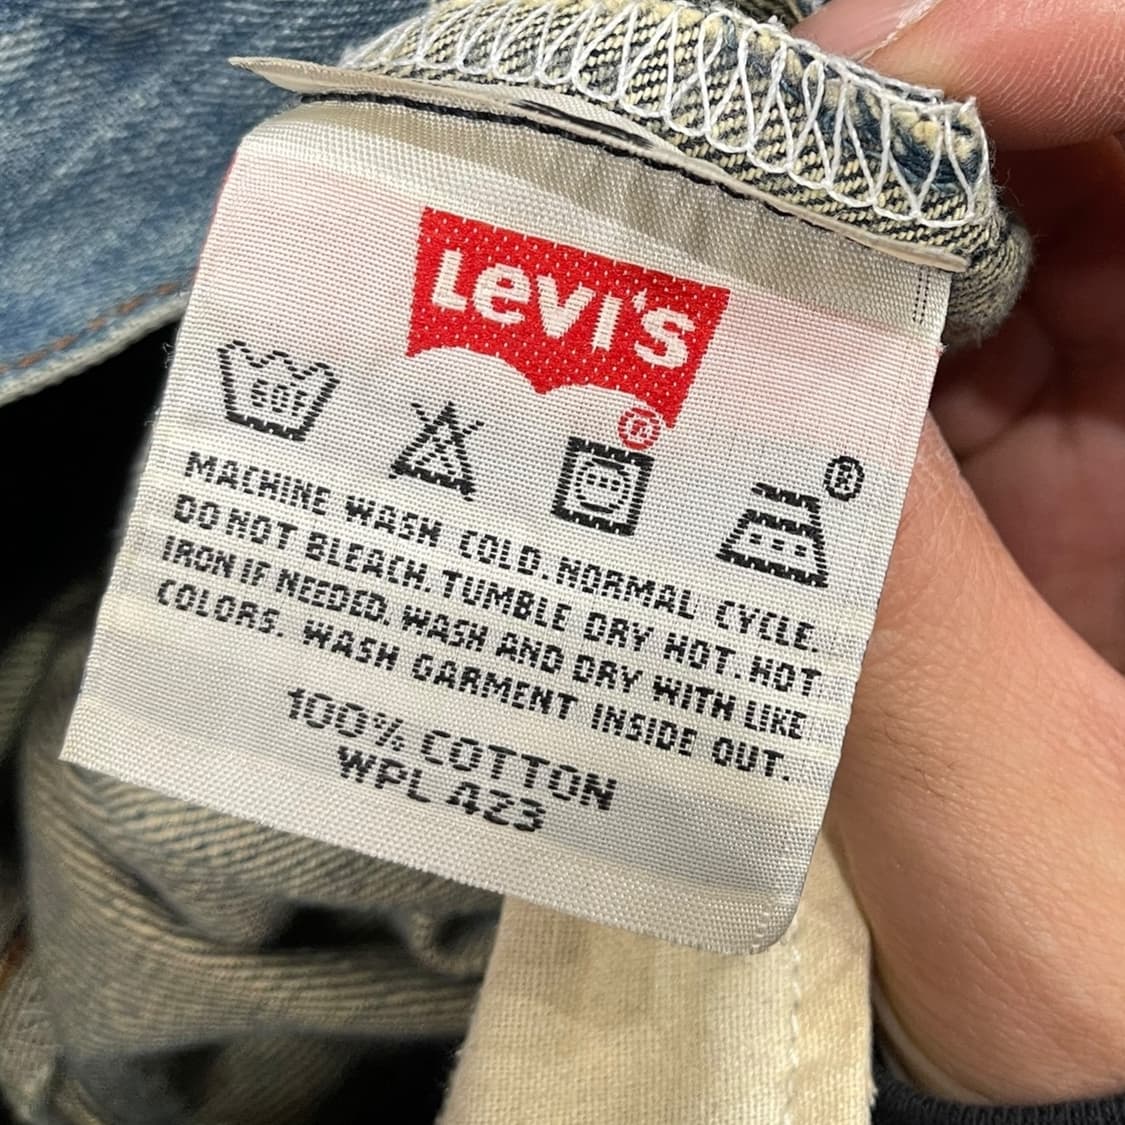 Levi's
®
60°
®
MACHINE WASH COLD. NORMAL CYCLE.
DO NOT BLEACH. TUMBLE DRY HOT. HOT
IRON IF NEEDED. WASH AND DRY WITH LIKE
COLORS. WASH GARMENT INSIDE OUT.
100% COTTON
WPL 423